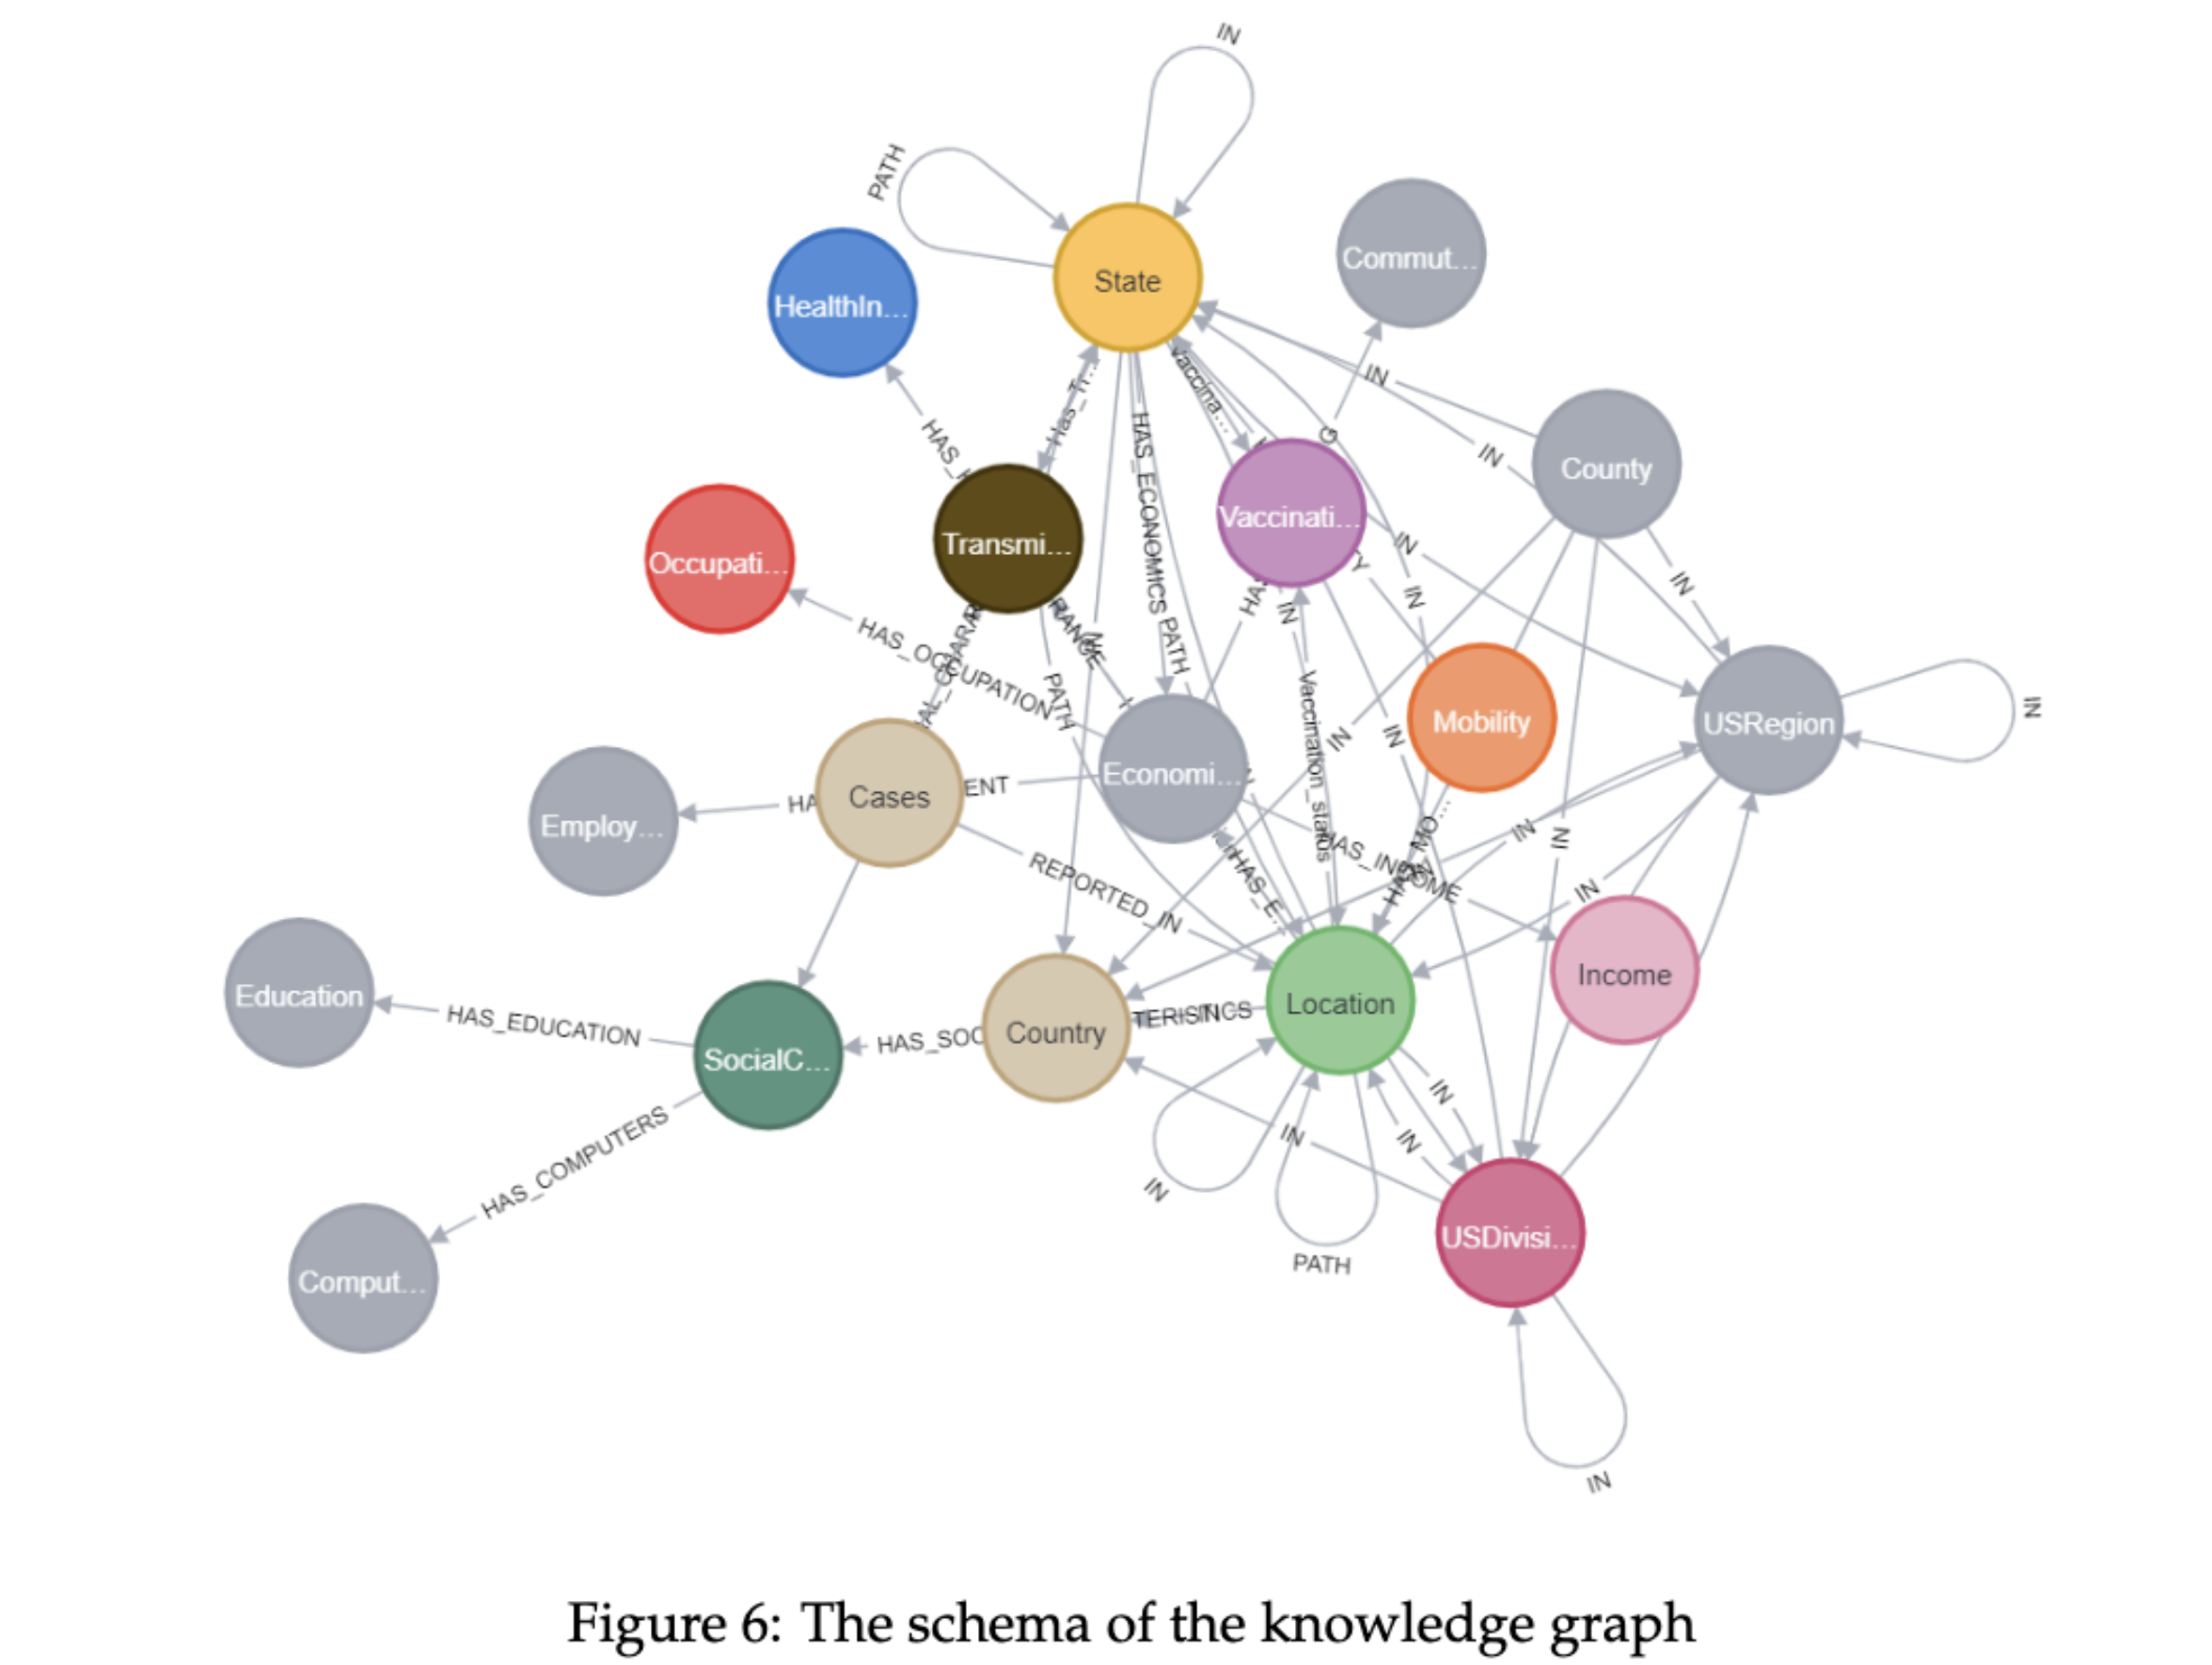 IN
PATH
State
Commut...
HealthIn...
IN
Vaccina...
Has_Tr...
HAS_ECONOMICS
G
IN
County
Vaccinati...
Transmi...
Occupati...
IN
IN
IN
IN
HAS_OCCUPATION
PATH
PATH
Mobility
USRegion
IN
IN
IN
Vaccination_status
Economi...
Cases
ENT
Employ...
IN
IN
HAS_INCOME
REPORTED_IN
HAS_E...
IN
Income
Education
HAS_EDUCATION
Location
Country
TERISTICS
HAS_SOC
SocialC...
HAS_COMPUTERS
IN
IN
IN
IN
PATH
USDivisi...
Comput...
IN
Figure 6: The schema of the knowledge graph